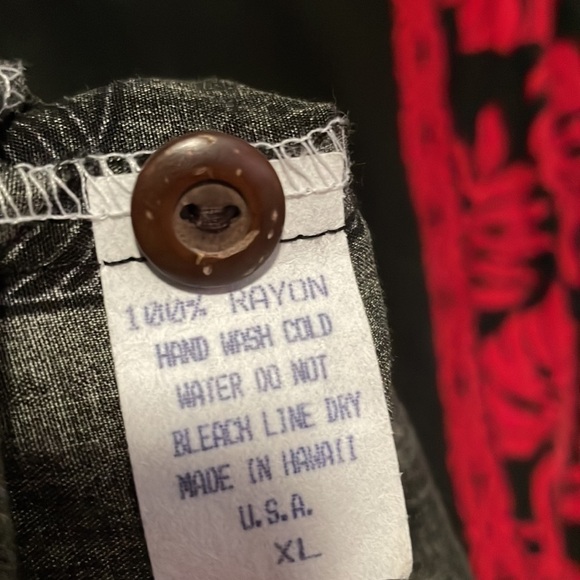 100% RAYON
HAND WASH COLD
WATER DO NOT
BLEACH LINE DRY
MADE IN HAWAII
U.S.A.
XL